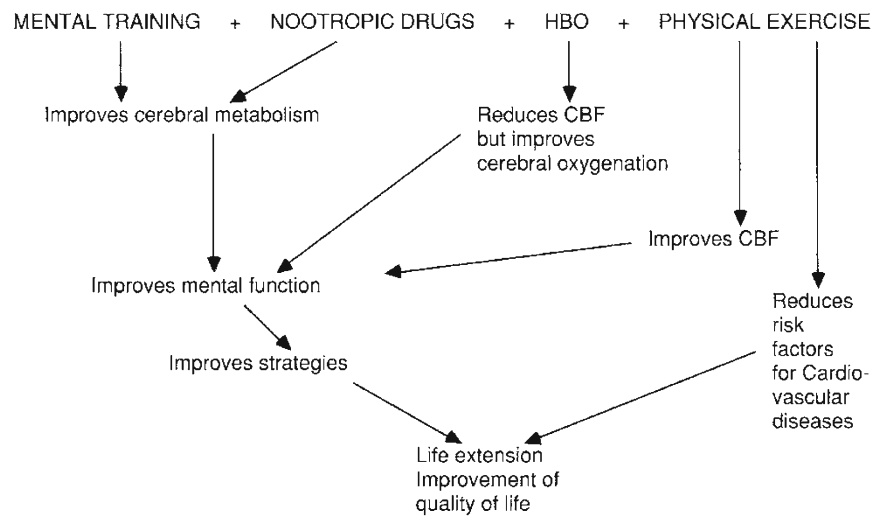 MENTAL TRAINING + NOOTROPIC DRUGS + HBO + PHYSICAL EXERCISE
Improves cerebral metabolism
Reduces CBF
but improves
cerebral oxygenation
Improves CBF
Improves mental function
Reduces
risk
factors
for Cardio-
vascular
diseases
Improves strategies
Life extension
Improvement of
quality of life